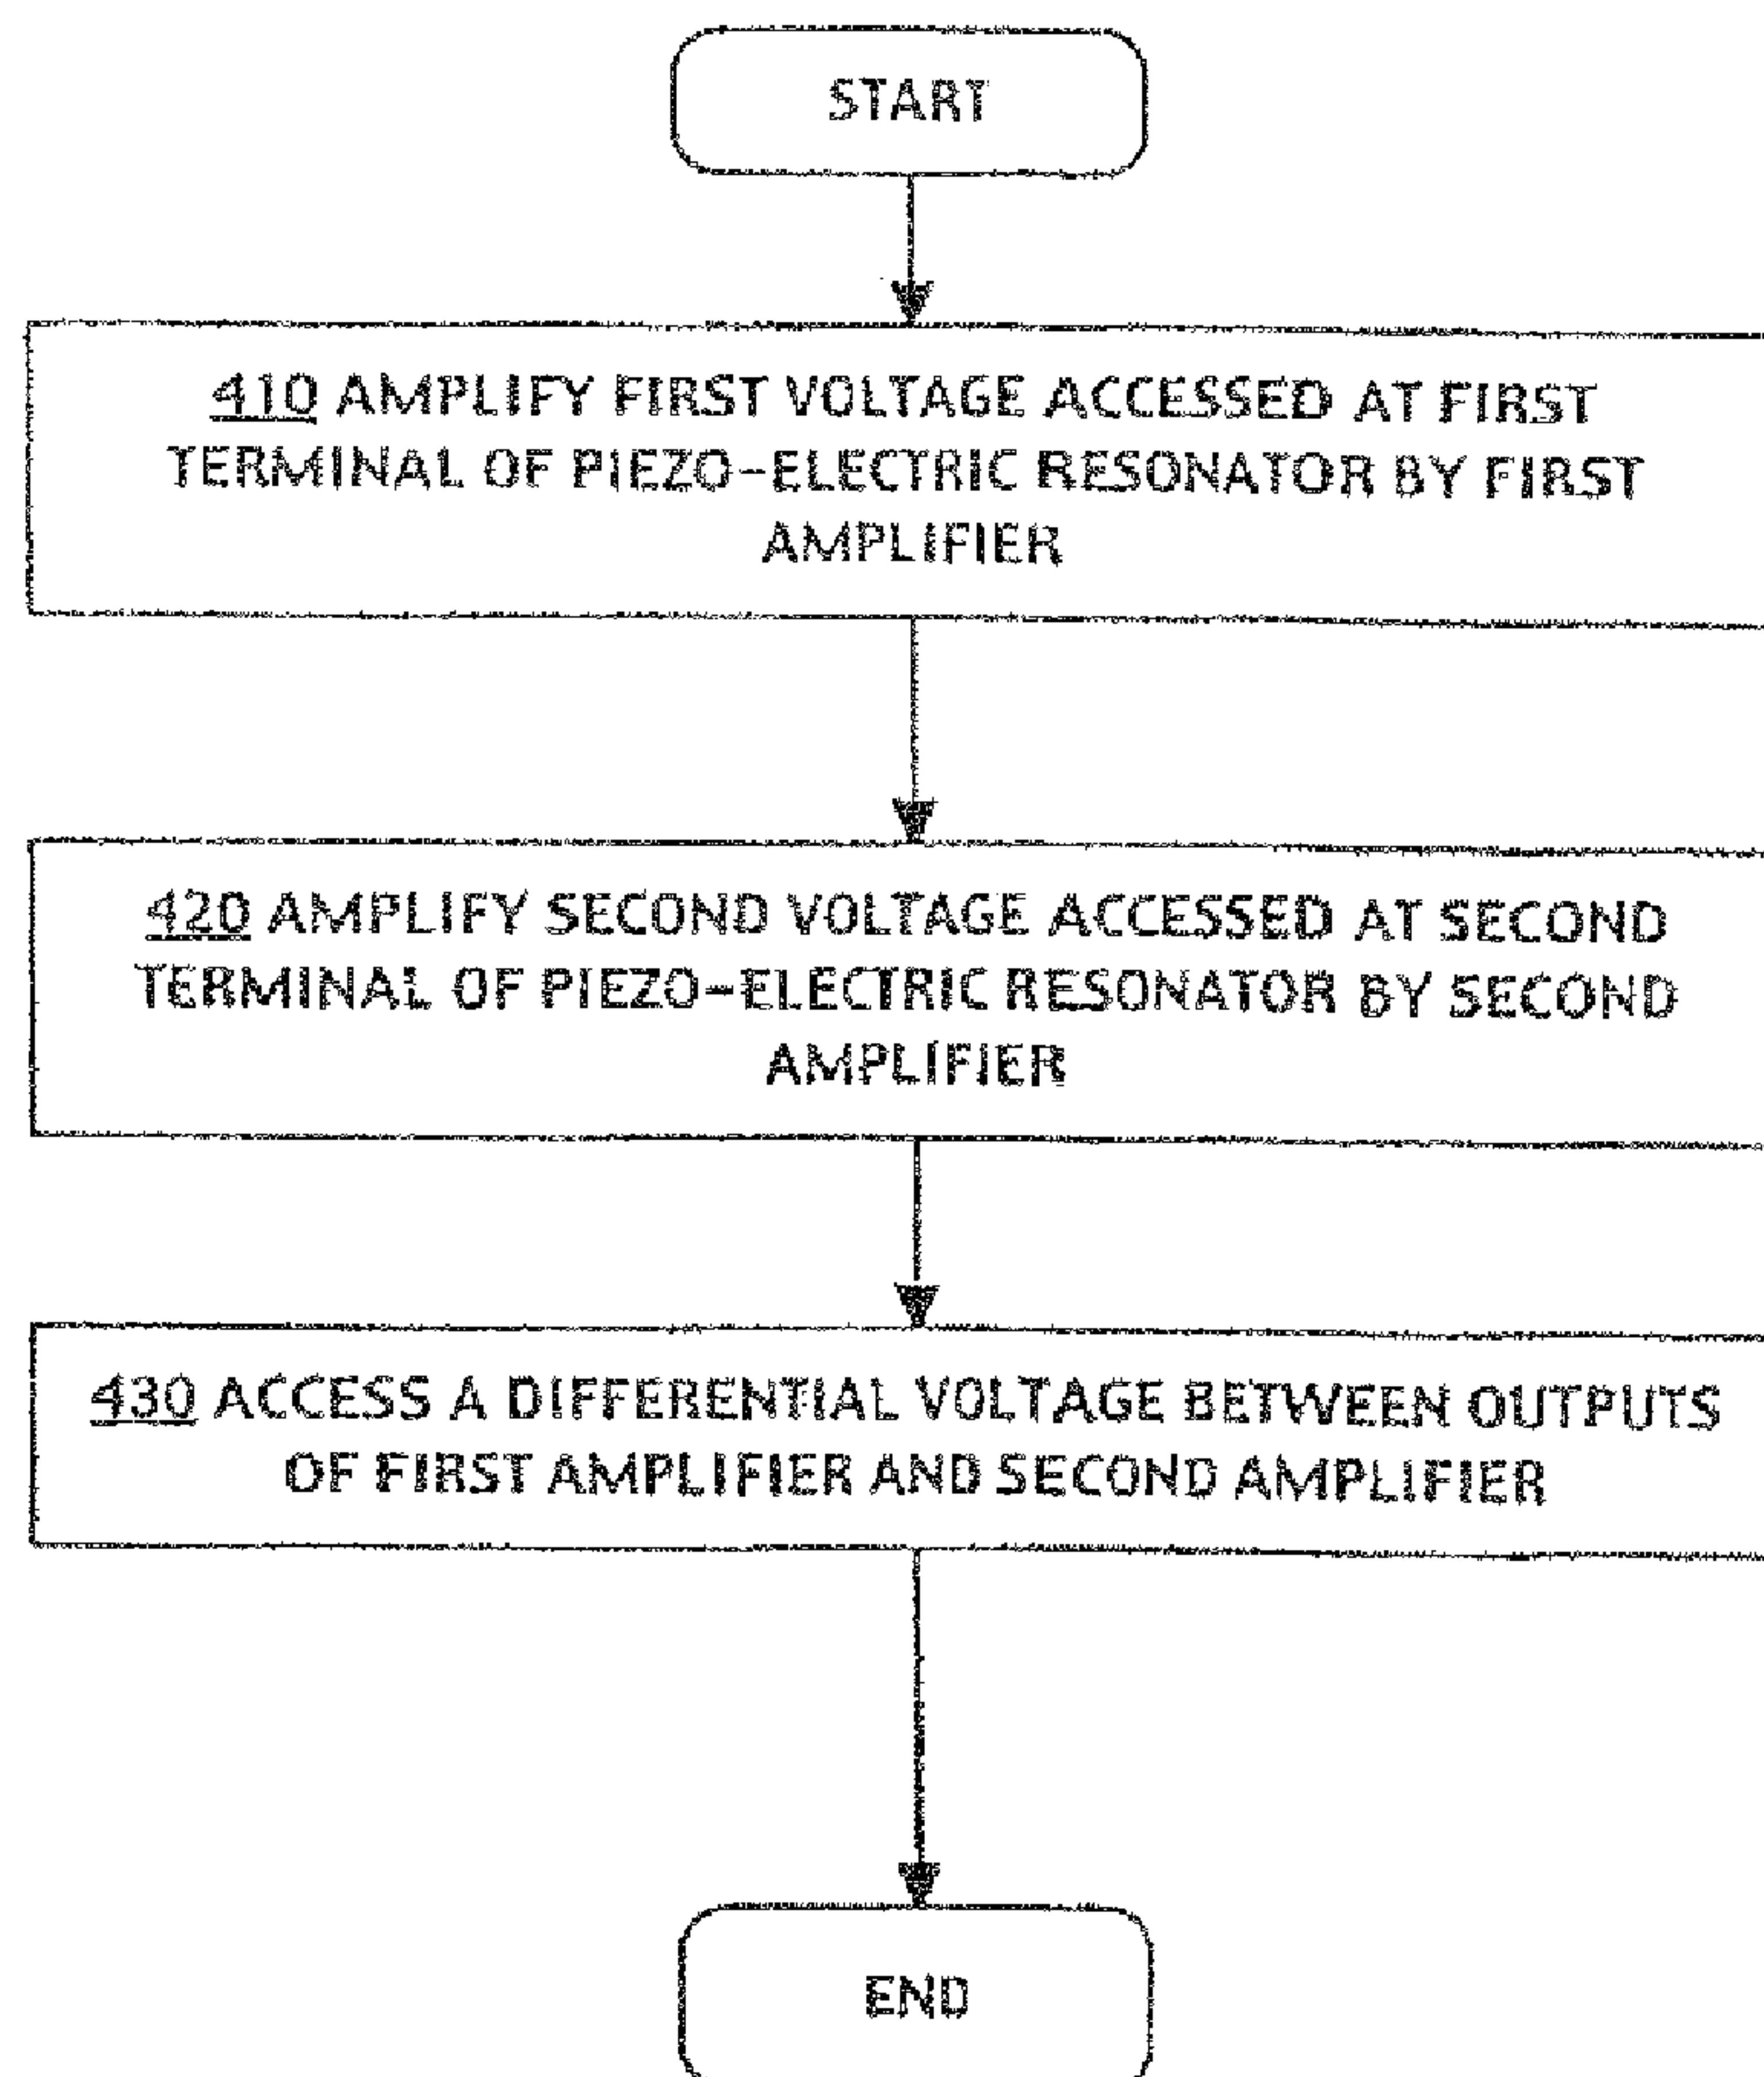 START
410 AMPLIFY FIRST VOLTAGE ACCESSED AT FIRST
TERMINAL OF PIEZO-ELECTRIC RESONATOR BY FIRST
AMPLIFIER
420 AMPLIFY SECOND VOLTAGE ACCESSED AT SECOND
TERMINAL OF PIEZO-ELECTRIC RESONATOR BY SECOND
AMPLIFIER
430 ACCESS A DIFFERENTIAL VOLTAGE BETWEEN OUTPUTS
OF FIRST AMPLIFIER AND SECOND AMPLIFIER
END